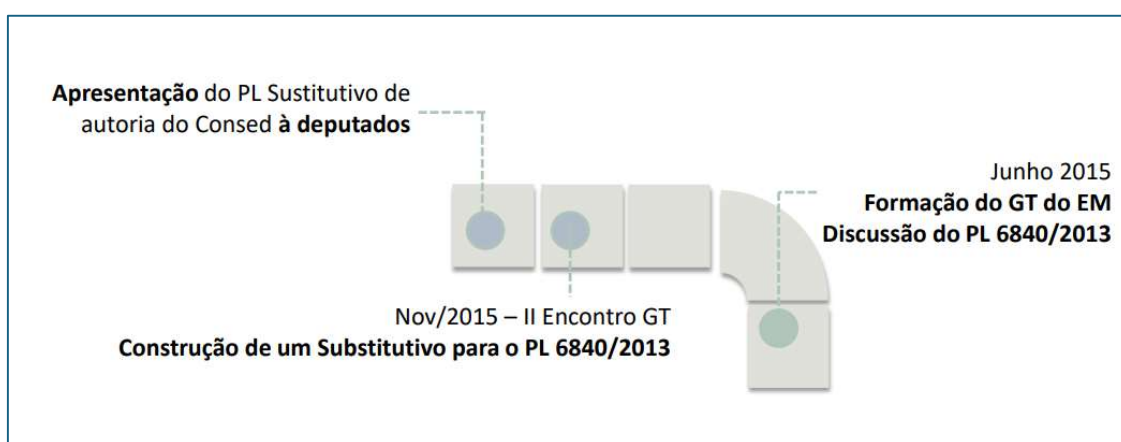 Apresentação do PL Sustitutivo de
autoria do Consed à deputados
Junho 2015
Formação do GT do EM
Discussão do PL 6840/2013
Nov/2015 – II Encontro GT
Construção de um Substitutivo para o PL 6840/2013